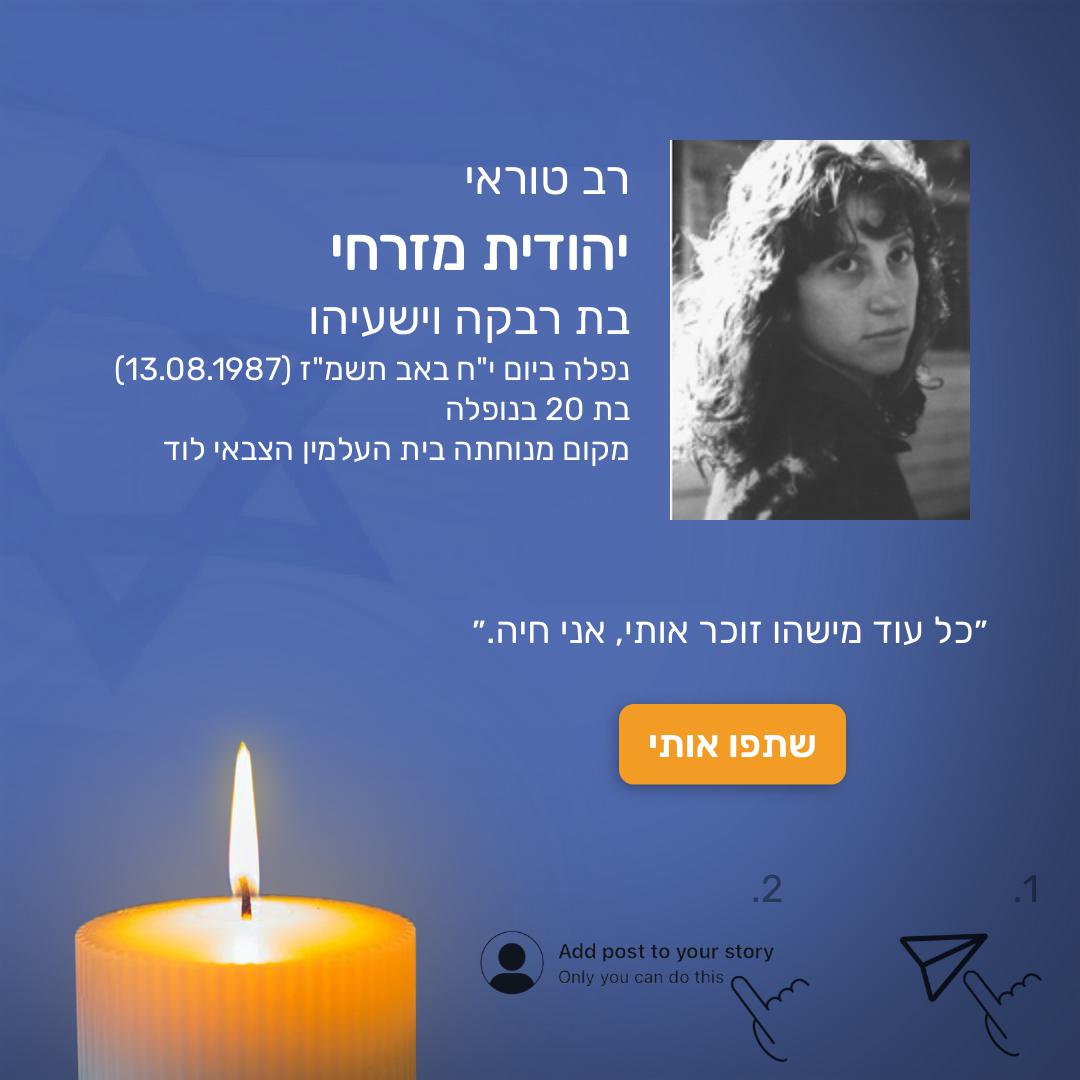 רב טוראי
יהודית מזרחי
בת רבקה וישעיהו
נפלה ביום י"ח באב תשמ"ז (13.08.1987)
בת 20 בנופלה
מקום מנוחתה בית העלמין הצבאי לוד
״כל עוד מישהו זוכר אותי, אני חיה.״
שתפו אותי
1.
2.
Add post to your story
Only you can do this